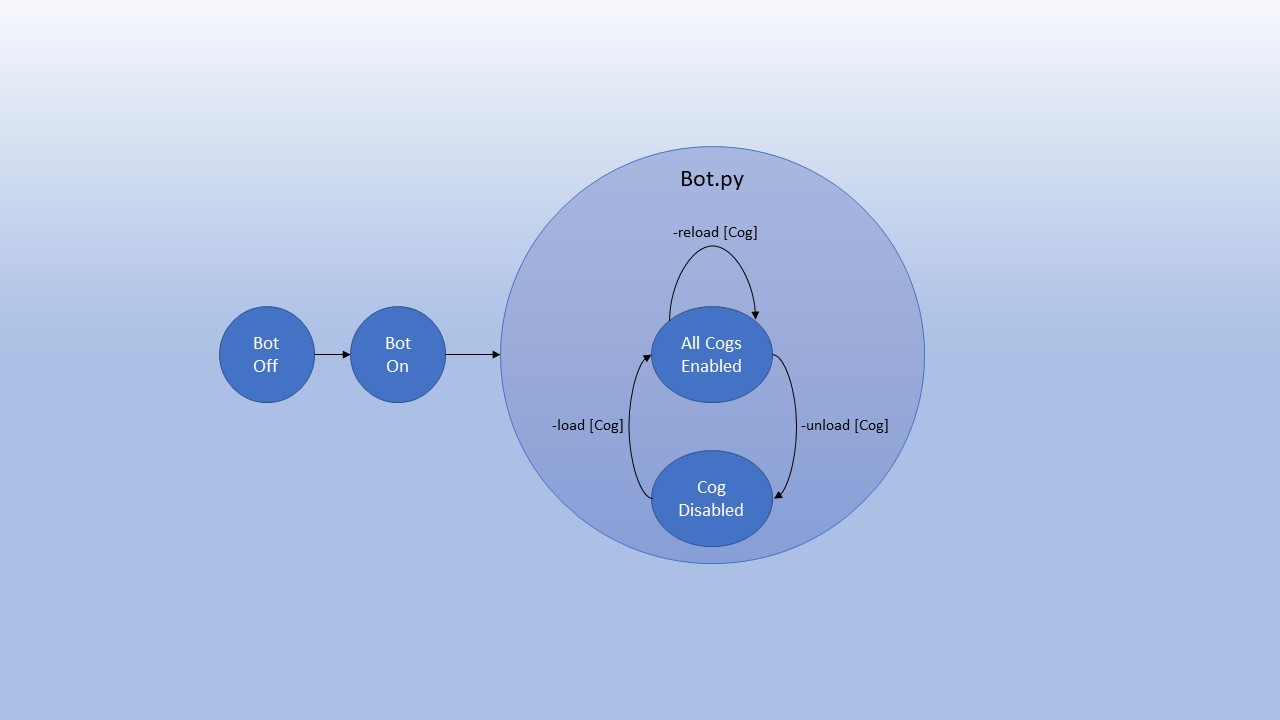 Bot.py
-reload [Cog]
Bot
Off
Bot
On
All Cogs
Enabled
-load [Cog]
-unload [Cog]
Cog
Disabled